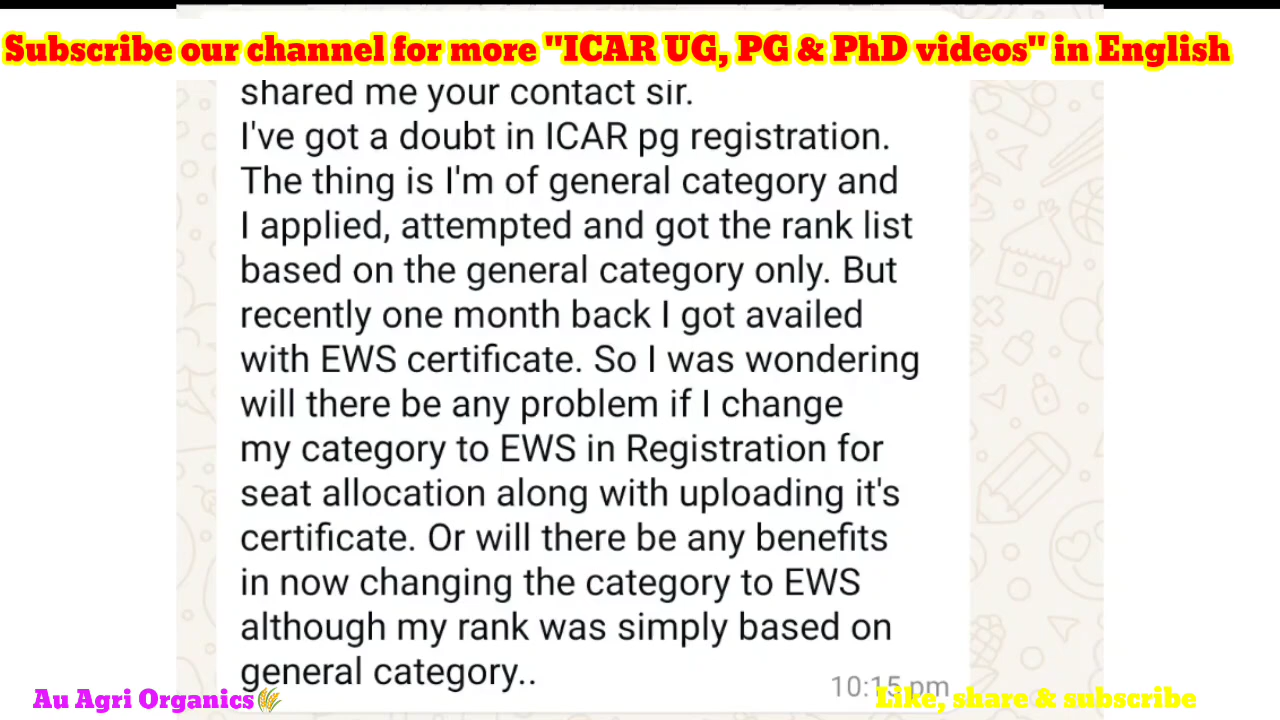 Subscribe our channel for more "ICAR UG, PG & PhD videos" in English
shared me your contact sir.
I've got a doubt in ICAR pg registration.
The thing is I'm of general category and
I applied, attempted and got the rank list
based on the general category only. But
recently one month back I got availed
with EWS certificate. So I was wondering
will there be any problem if I change
my category to EWS in Registration for
seat allocation along with uploading it's
certificate. Or will there be any benefits
in now changing the category to EWS
although my rank was simply based on
general category..
10:15 pm
Au Agri Organics🌾
Like, share & subscribe